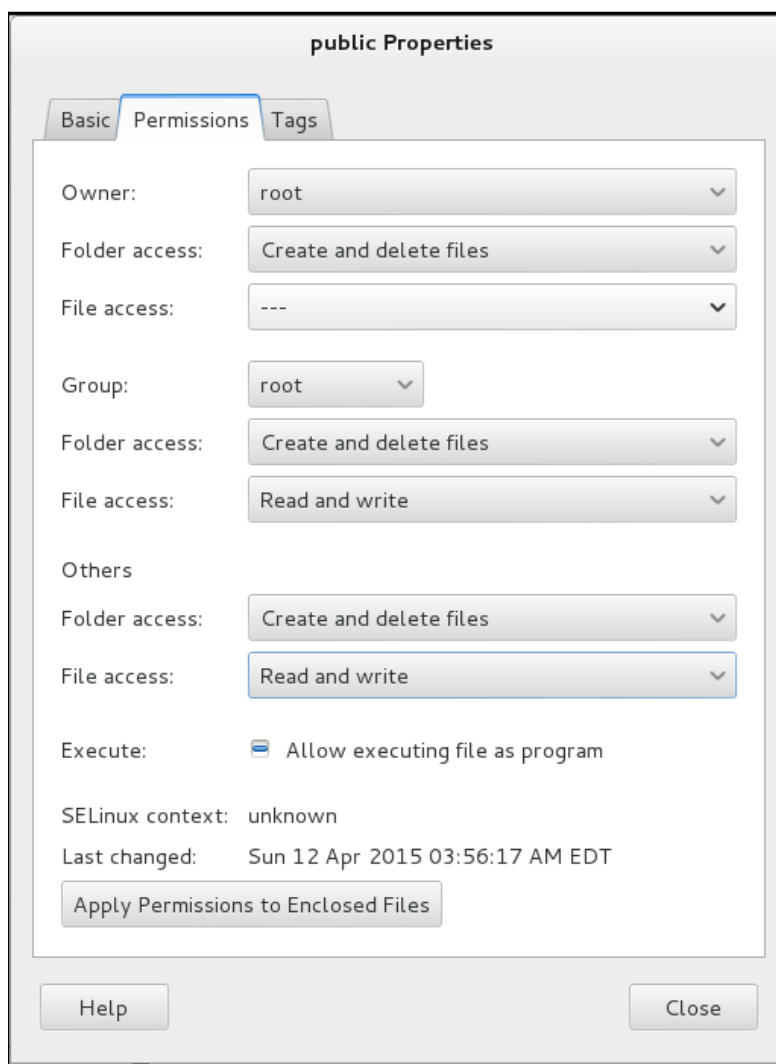 public Properties
Basic Permissions Tags
Owner: root
Folder access: Create and delete files
File access: ---
Group: root
Folder access: Create and delete files
File access: Read and write
Others
Folder access: Create and delete files
File access: Read and write
Execute: Allow executing file as program
SELinux context: unknown
Last changed: Sun 12 Apr 2015 03:56:17 AM EDT
Apply Permissions to Enclosed Files
Help Close